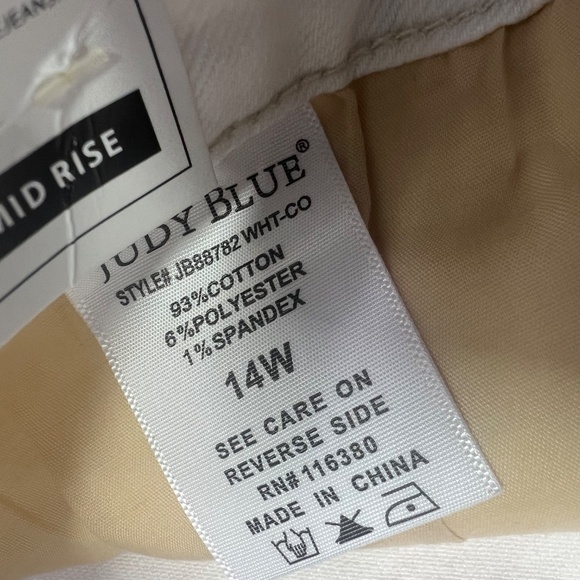 JEANS
MID RISE
JUDY BLUE®
STYLE# JB88782 WHT-CO
93%COTTON
6%POLYESTER
1%SPANDEX
14W
SEE CARE ON
REVERSE SIDE
RN#116380
MADE IN CHINA